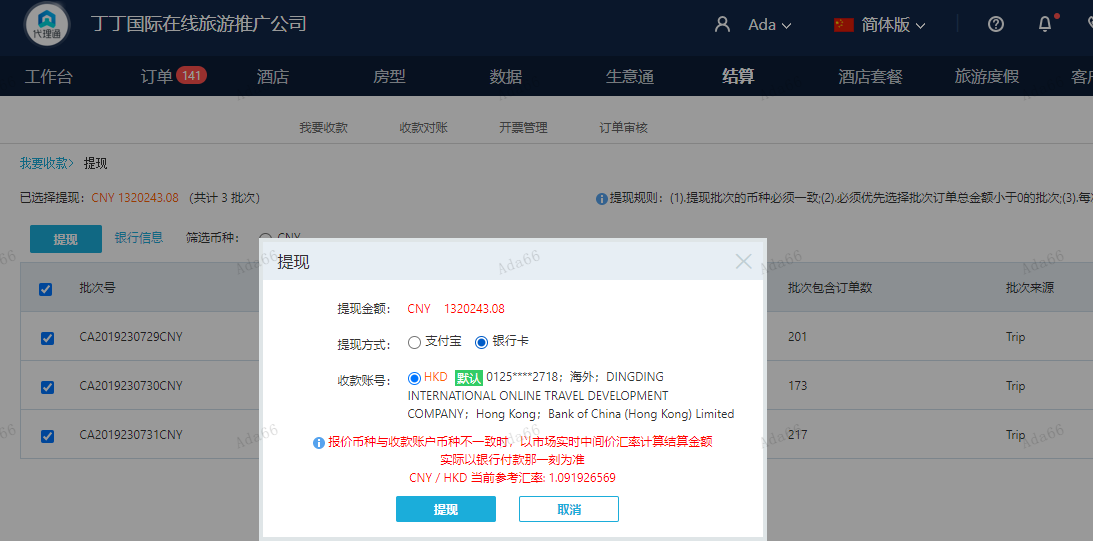 代理通
丁丁国际在线旅游推广公司
Ada
简体版
工作台
订单 141
酒店
房型
数据
生意通
结算
酒店套餐
旅游度假
客户
我要收款
收款对账
开票管理
订单审核
我要收款> 提现
已选择提现：CNY 1320243.08 (共计 3 批次)
提现规则：(1).提现批次的币种必须一致;(2).必须优先选择批次订单总金额小于0的批次;(3).每
提现
银行信息
筛选币种：
CNY
批次号
批次包含订单数
批次来源
CA2019230729CNY
201
Trip
CA2019230730CNY
173
Trip
CA2019230731CNY
217
Trip
提现
提现金额： CNY 1320243.08
提现方式： 支付宝 银行卡
收款账号： HKD 默认 0125****2718；海外；DINGDING
INTERNATIONAL ONLINE TRAVEL DEVELOPMENT
COMPANY；Hong Kong；Bank of China (Hong Kong) Limited
报价币种与收款账户币种不一致时，以市场实时中间价汇率计算结算金额
实际以银行付款那一刻为准
CNY / HKD 当前参考汇率: 1.091926569
提现
取消
Ada66
Ada66
Ada66
Ada66
Ada66
Ada66
Ada66
Ada66